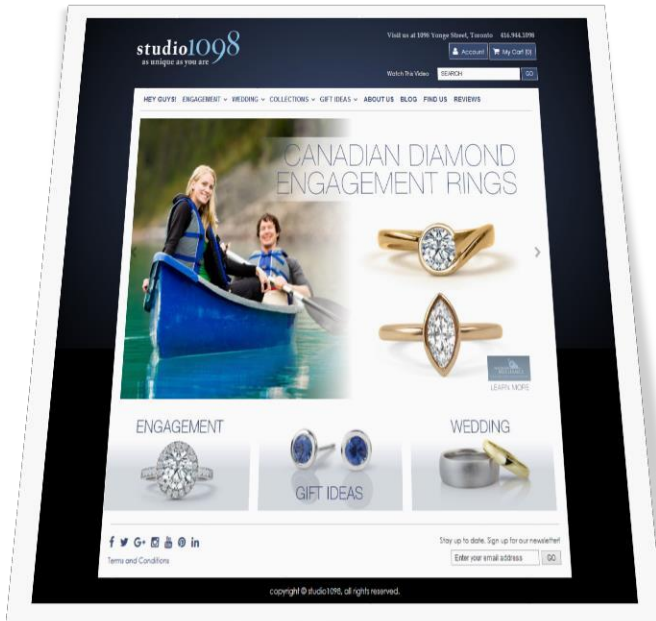 studio1098
as unique as you are
Visit us at 1098 Yonge Street, Toronto 416.944.1098
Account
My Cart (0)
Watch This Video
SEARCH
GO
HEY GUYS! ENGAGEMENT WEDDING COLLECTIONS GIFT IDEAS ABOUT US BLOG FIND US REVIEWS
CANADIAN DIAMOND
ENGAGEMENT RINGS
LEARN MORE
ENGAGEMENT
GIFT IDEAS
WEDDING
Stay up to date. Sign up for our newsletter!
Enter your email address
GO
Terms and Conditions
copyright © studio1098, all rights reserved.